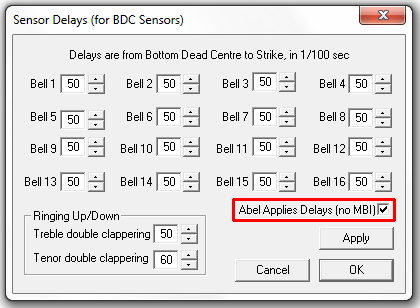 Sensor Delays (for BDC Sensors)
Delays are from Bottom Dead Centre to Strike, in 1/100 sec
Bell 1 50 Bell 2 50 Bell 3 50 Bell 4 50
Bell 5 50 Bell 6 50 Bell 7 50 Bell 8 50
Bell 9 50 Bell 10 50 Bell 11 50 Bell 12 50
Bell 13 50 Bell 14 50 Bell 15 50 Bell 16 50
Abel Applies Delays (no MBI)
Ringing Up/Down
Treble double clappering 50
Tenor double clappering 60
Apply
Cancel OK